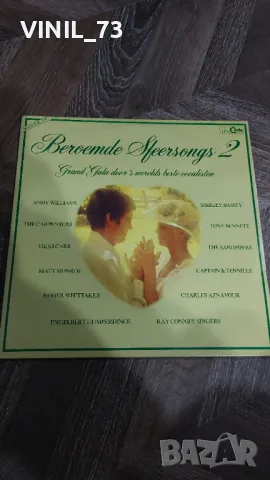 VINIL_73
Beroemde Sfeersongs 2
Grand Gala door 's werelds beste vocalisten
ANDY WILLIAMS
SHIRLEY BASSEY
THE CARPENTERS
TONY BENNETT
VIKKI CARR
THE SANDPIPERS
MATT MONRO
CAPTAIN & TENNILLE
ROGER WHITTAKER
CHARLES AZNAVOUR
ENGELBERT HUMPERDINCK
RAY CONNIFF SINGERS
BAZAR
bg